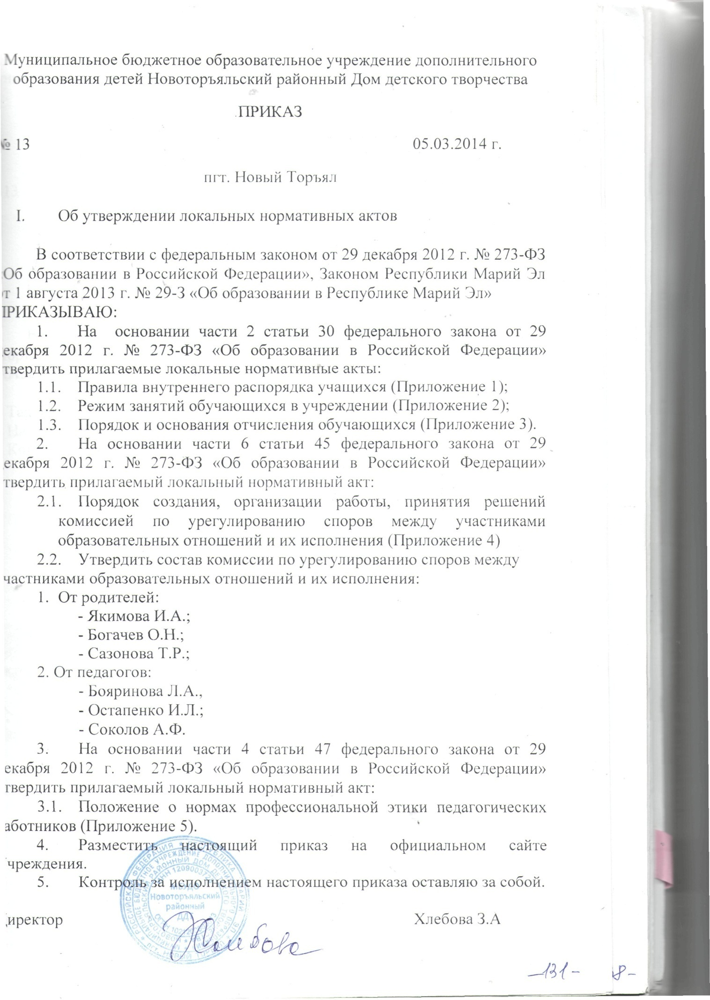 Муниципальное бюджетное образовательное учреждение дополнительного
образования детей Новоторъяльский районный Дом детского творчества
ПРИКАЗ
№ 13 05.03.2014 г.
пгт. Новый Торъял
I. Об утверждении локальных нормативных актов
В соответствии с федеральным законом от 29 декабря 2012 г. № 273-ФЗ
Об образовании в Российской Федерации», Законом Республики Марий Эл
т 1 августа 2013 г. № 29-З «Об образовании в Республике Марий Эл»
ПРИКАЗЫВАЮ:
1. На основании части 2 статьи 30 федерального закона от 29
екабря 2012 г. № 273-ФЗ «Об образовании в Российской Федерации»
твердить прилагаемые локальные нормативные акты:
1.1. Правила внутреннего распорядка учащихся (Приложение 1);
1.2. Режим занятий обучающихся в учреждении (Приложение 2);
1.3. Порядок и основания отчисления обучающихся (Приложение 3).
2. На основании части 6 статьи 45 федерального закона от 29
екабря 2012 г. № 273-ФЗ «Об образовании в Российской Федерации»
твердить прилагаемый локальный нормативный акт:
2.1. Порядок создания, организации работы, принятия решений
комиссией по урегулированию споров между участниками
образовательных отношений и их исполнения (Приложение 4)
2.2. Утвердить состав комиссии по урегулированию споров между
частниками образовательных отношений и их исполнения:
1. От родителей:
- Якимова И.А.;
- Богачев О.Н.;
- Сазонова Т.Р.;
2. От педагогов:
- Бояринова Л.А.,
- Остапенко И.Л.;
- Соколов А.Ф.
3. На основании части 4 статьи 47 федерального закона от 29
екабря 2012 г. № 273-ФЗ «Об образовании в Российской Федерации»
твердить прилагаемый локальный нормативный акт:
3.1. Положение о нормах профессиональной этики педагогических
аботников (Приложение 5).
4. Разместить настоящий приказ на официальном сайте
чреждения.
5. Контроль за исполнением настоящего приказа оставляю за собой.
МБУДО
Новоторъяльский
районный
ДДТ
иректор Хлебова З.А
Хлебова
-131- 8-